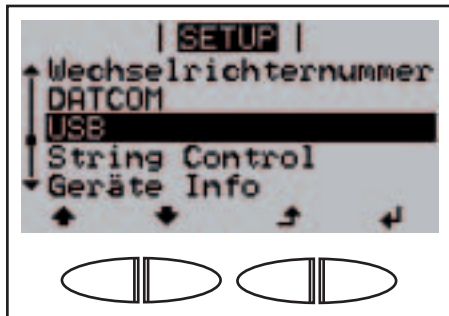 SETUP
Wechselrichternummer
DATCOM
USB
String Control
Geräte Info